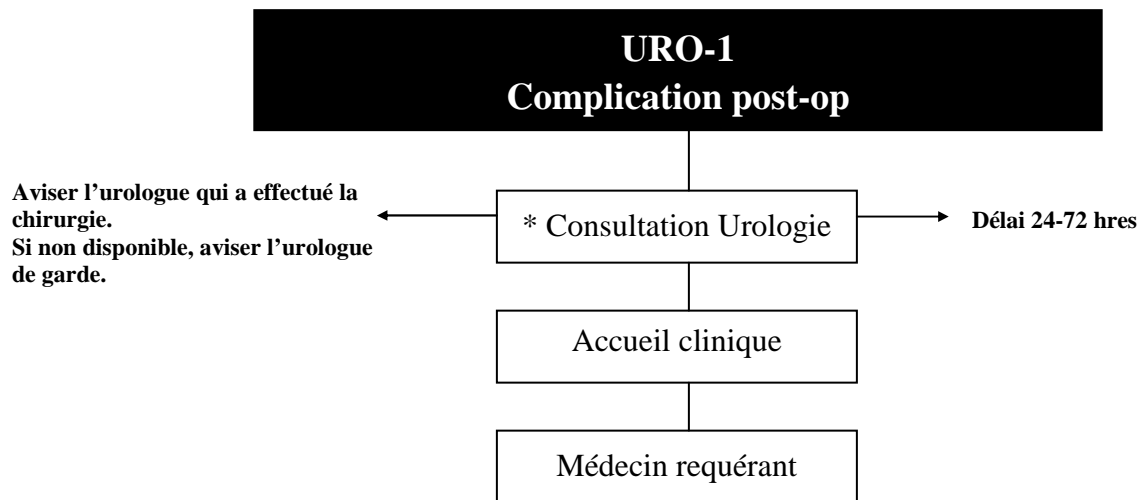 URO-1
Complication post-op
Aviser l’urologue qui a effectué la
chirurgie.
Si non disponible, aviser l’urologue
de garde.
* Consultation Urologie
Délai 24-72 hres
Accueil clinique
Médecin requérant